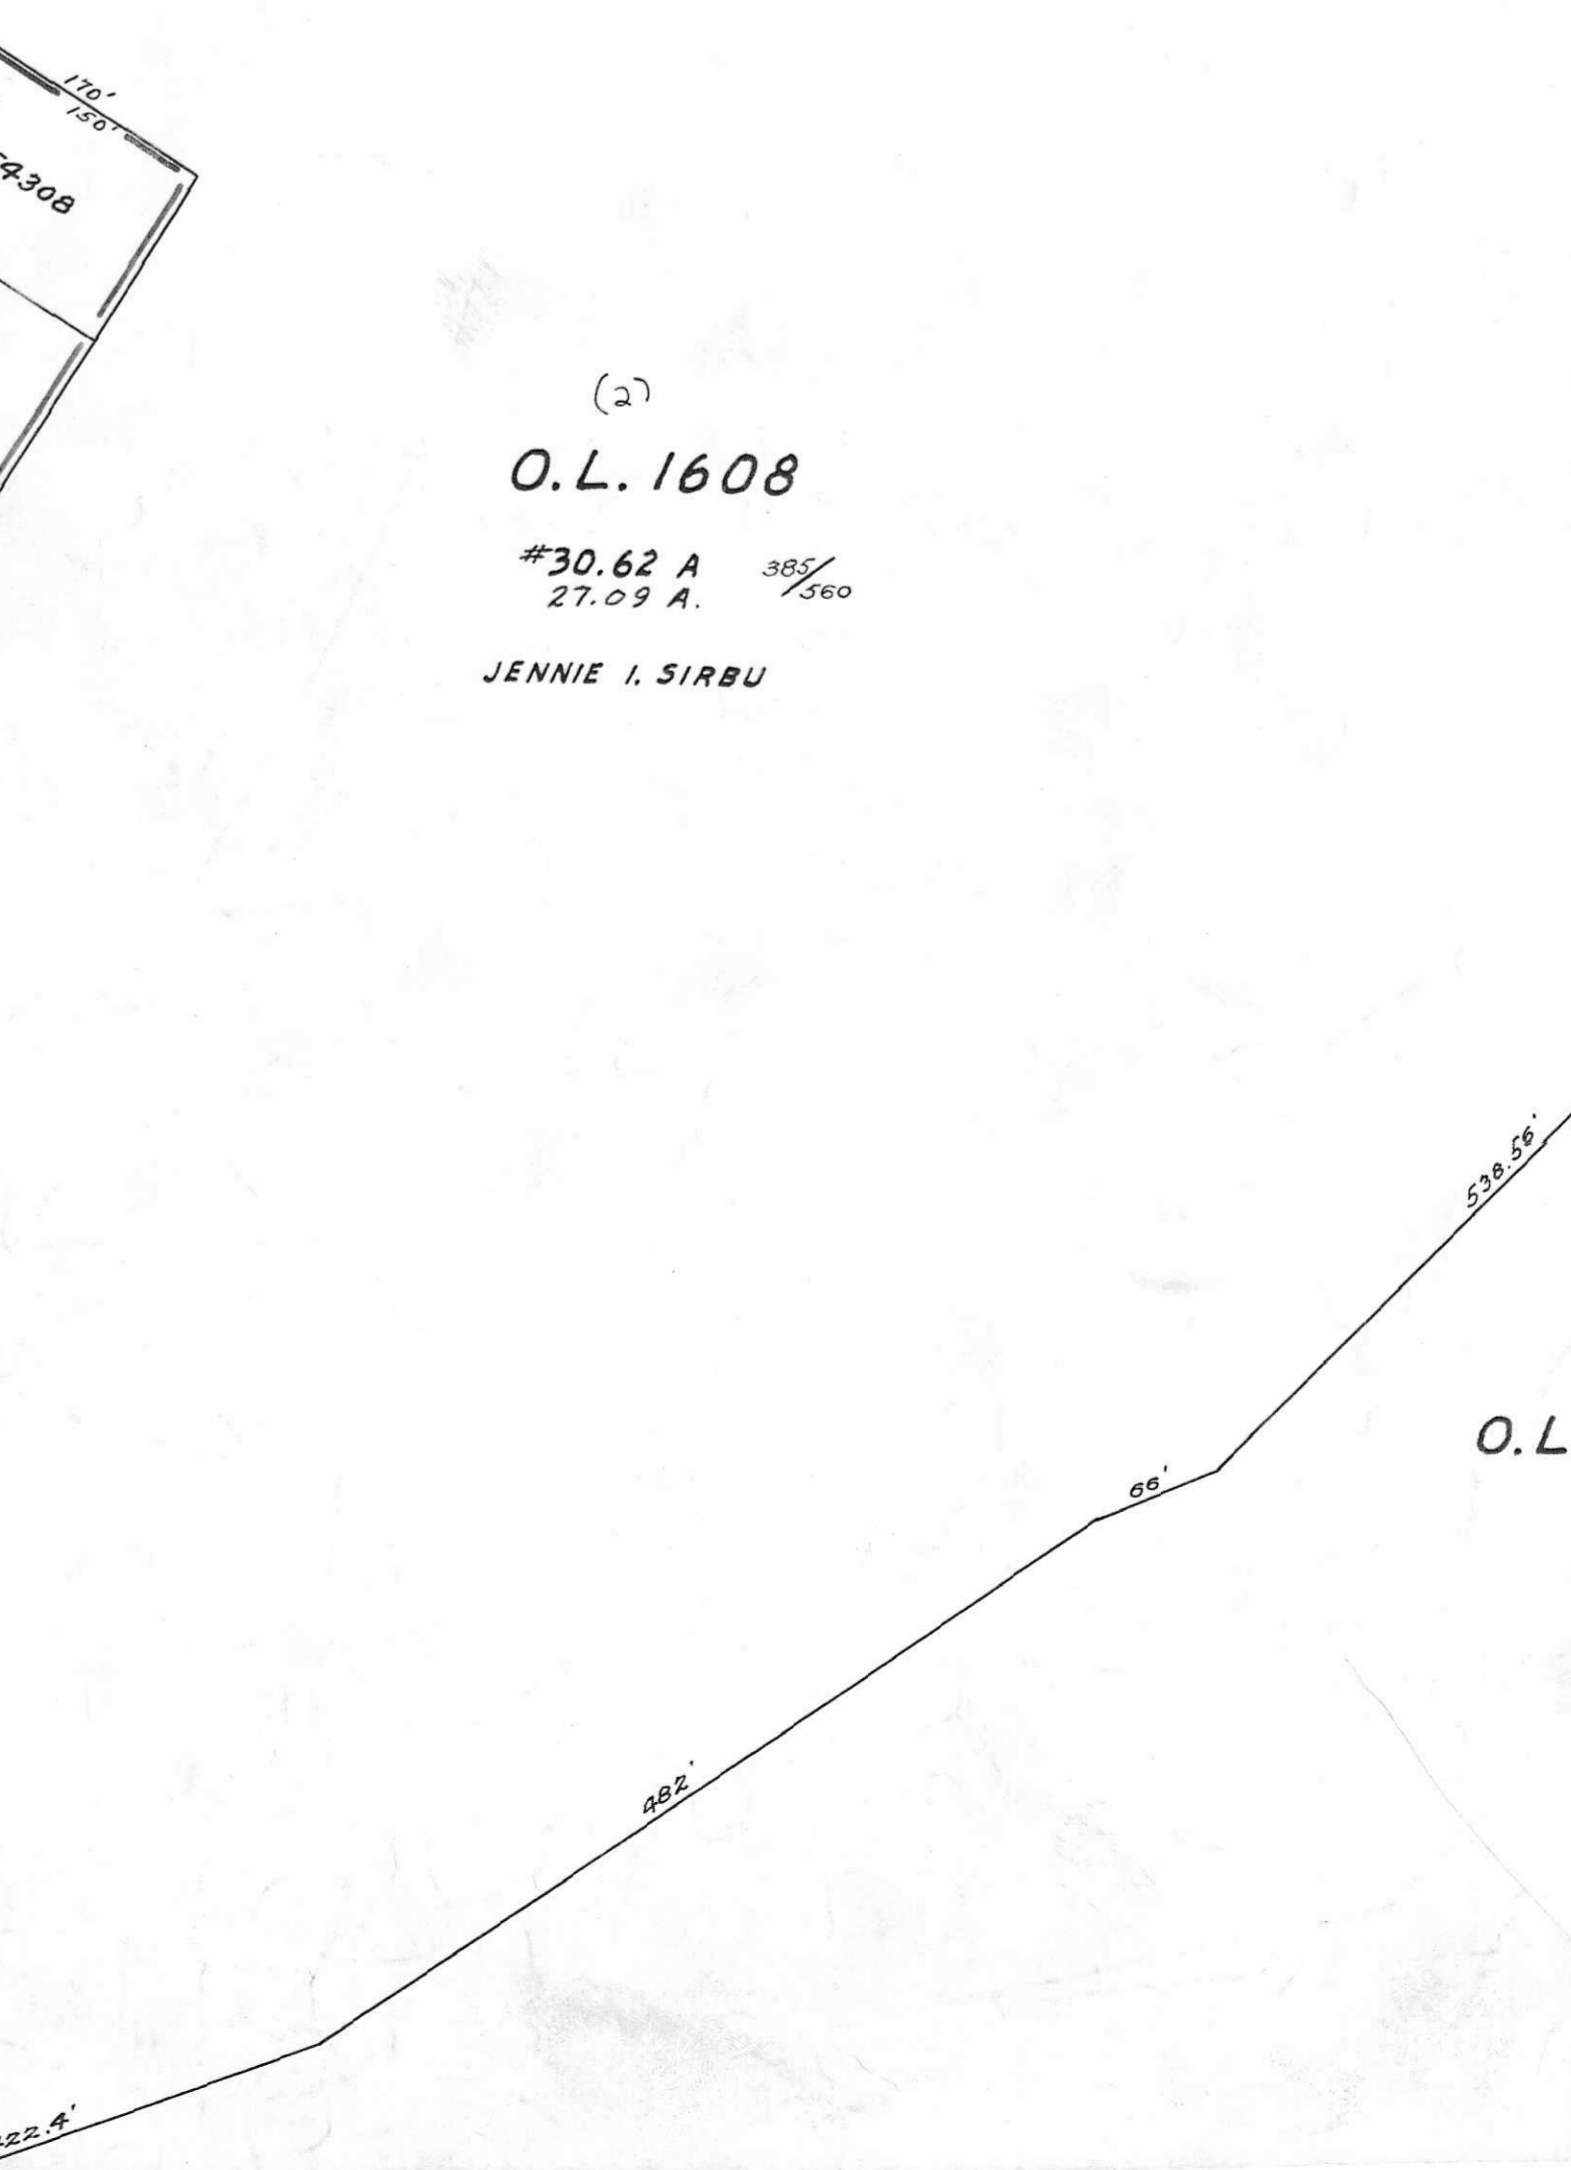 170'
150'
4308
(2)
O.L. 1608
#30.62 A 385/560
27.09 A.
JENNIE I. SIRBU
538.56'
O.L
66'
482'
22.4'